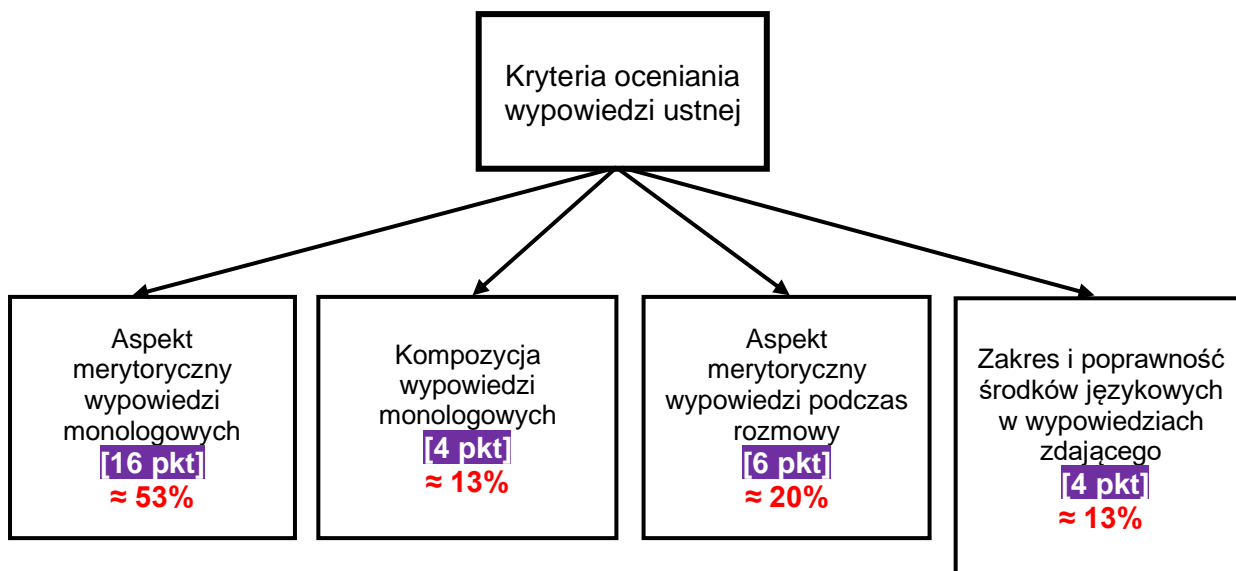 Kryteria oceniania
wypowiedzi ustnej
Aspekt
merytoryczny
wypowiedzi
monologowych
[16 pkt]
≈ 53%
Kompozycja
wypowiedzi
monologowych
[4 pkt]
≈ 13%
Aspekt
merytoryczny
wypowiedzi podczas
rozmowy
[6 pkt]
≈ 20%
Zakres i poprawność
środków językowych
w wypowiedziach
zdającego
[4 pkt]
≈ 13%